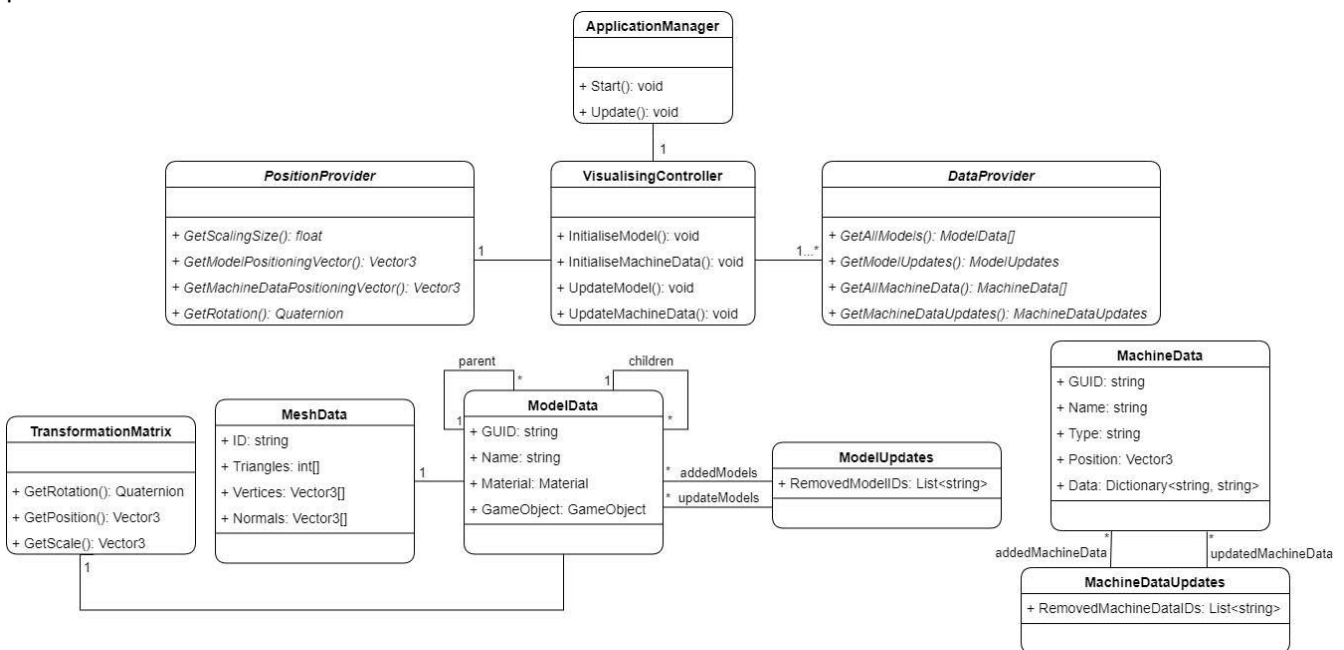 ApplicationManager
+ Start(): void
+ Update(): void
1
PositionProvider
+ GetScalingSize(): float
+ GetModelPositioningVector(): Vector3
+ GetMachineDataPositioningVector(): Vector3
+ GetRotation(): Quaternion
1
VisualisingController
+ InitialiseModel(): void
+ InitialiseMachineData(): void
+ UpdateModel(): void
+ UpdateMachineData(): void
1...*
DataProvider
+ GetAllModels(): ModelData[]
+ GetModelUpdates(): ModelUpdates
+ GetAllMachineData(): MachineData[]
+ GetMachineDataUpdates(): MachineDataUpdates
TransformationMatrix
+ GetRotation(): Quaternion
+ GetPosition(): Vector3
+ GetScale(): Vector3
1
MeshData
+ ID: string
+ Triangles: int[]
+ Vertices: Vector3[]
+ Normals: Vector3[]
1
parent
*
1
children
1
*
ModelData
+ GUID: string
+ Name: string
+ Material: Material
+ GameObject: GameObject
* addedModels
* updateModels
ModelUpdates
+ RemovedModelIDs: List<string>
MachineData
+ GUID: string
+ Name: string
+ Type: string
+ Position: Vector3
+ Data: Dictionary<string, string>
*
*
addedMachineData
updatedMachineData
MachineDataUpdates
+ RemovedMachineDataIDs: List<string>